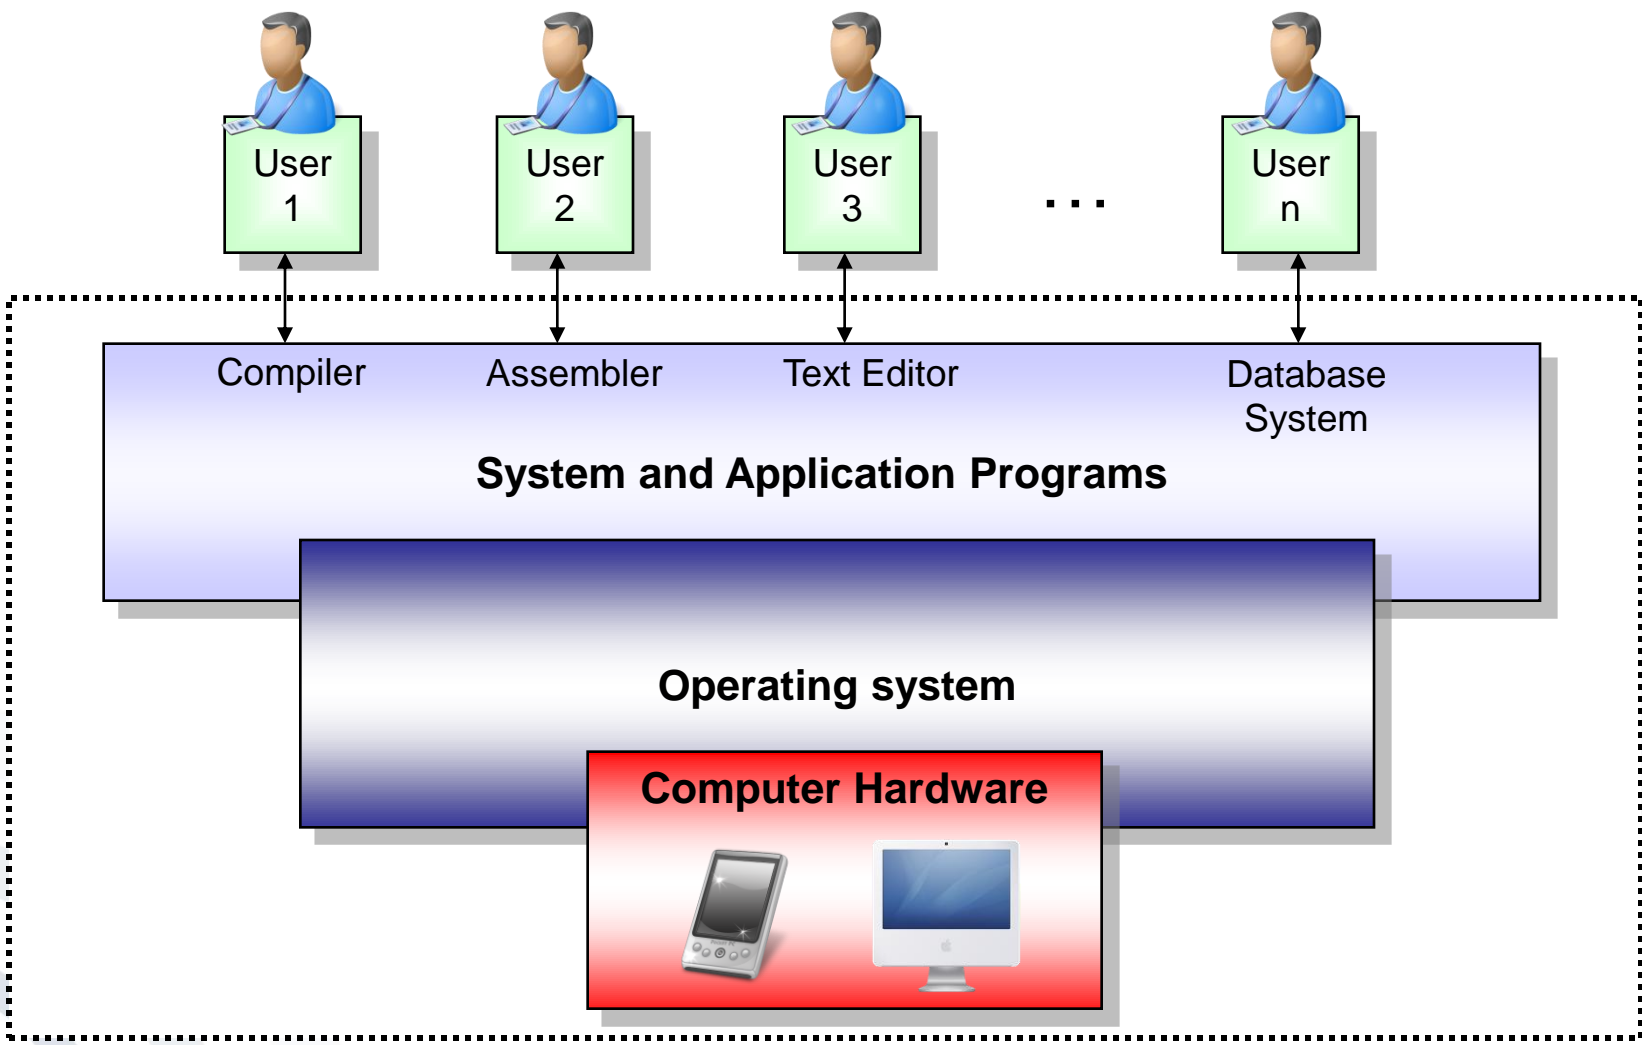 User
1
User
2
User
3
...
User
n
Compiler
Assembler
Text Editor
Database
System
System and Application Programs
Operating system
Computer Hardware